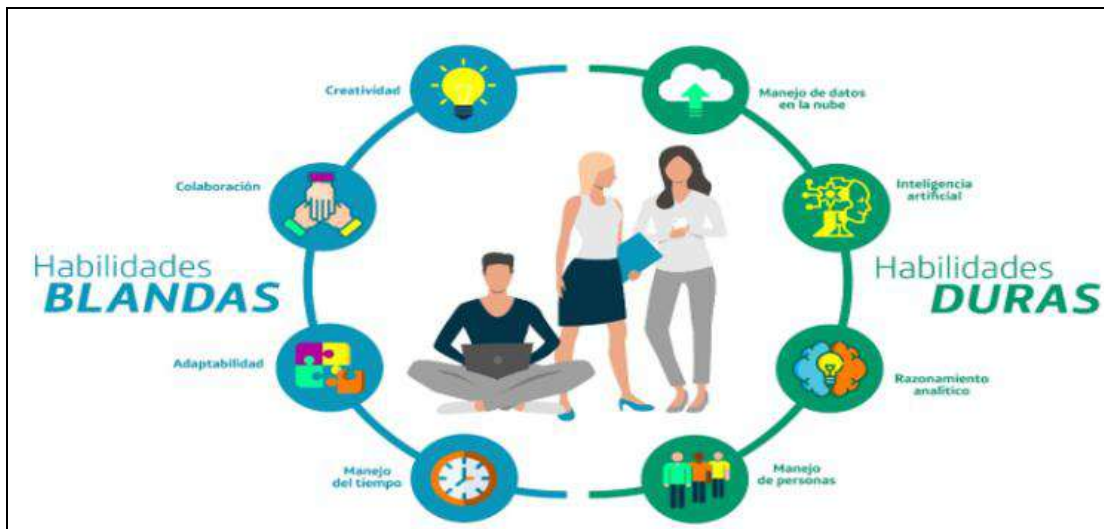 Habilidades
BLANDAS
Creatividad
Colaboración
Adaptabilidad
Manejo
del tiempo
Habilidades
DURAS
Manejo de datos
en la nube
Inteligencia
artificial
Razonamiento
analítico
Manejo
de personas